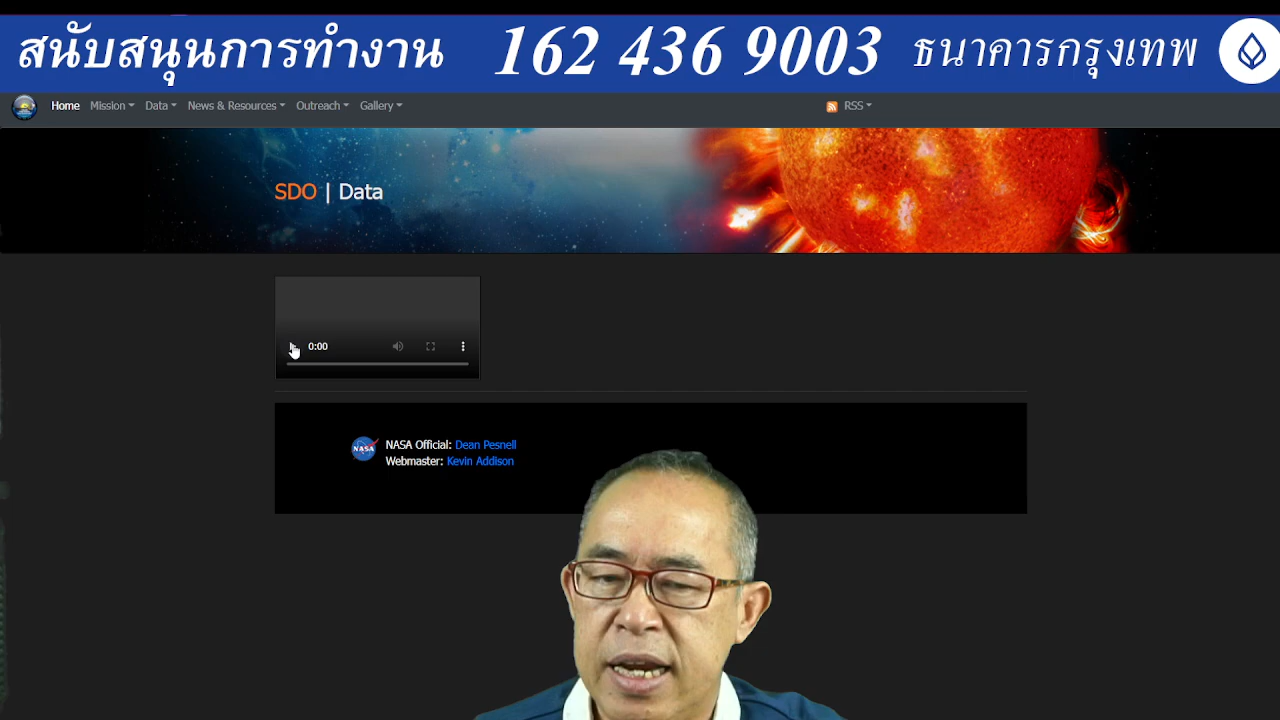 สนับสนุนการทำงาน 162 436 9003 ธนาคารกรุงเทพ
Home Mission Data News & Resources Outreach Gallery RSS
SDO | Data
0:00
NASA
NASA Official: Dean Pesnell
Webmaster: Kevin Addison